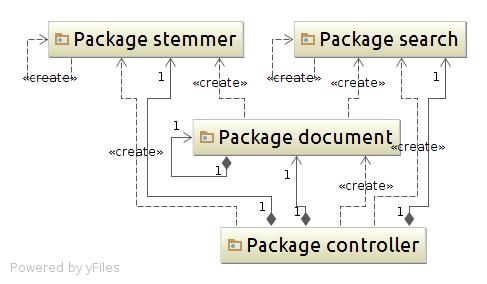 Package stemmer
Package search
«create»
«create»
1
«create»
«create»
1
1
Package document
1
«create»
«create»
1
«create»
1
1
1
Package controller
Powered by yFiles